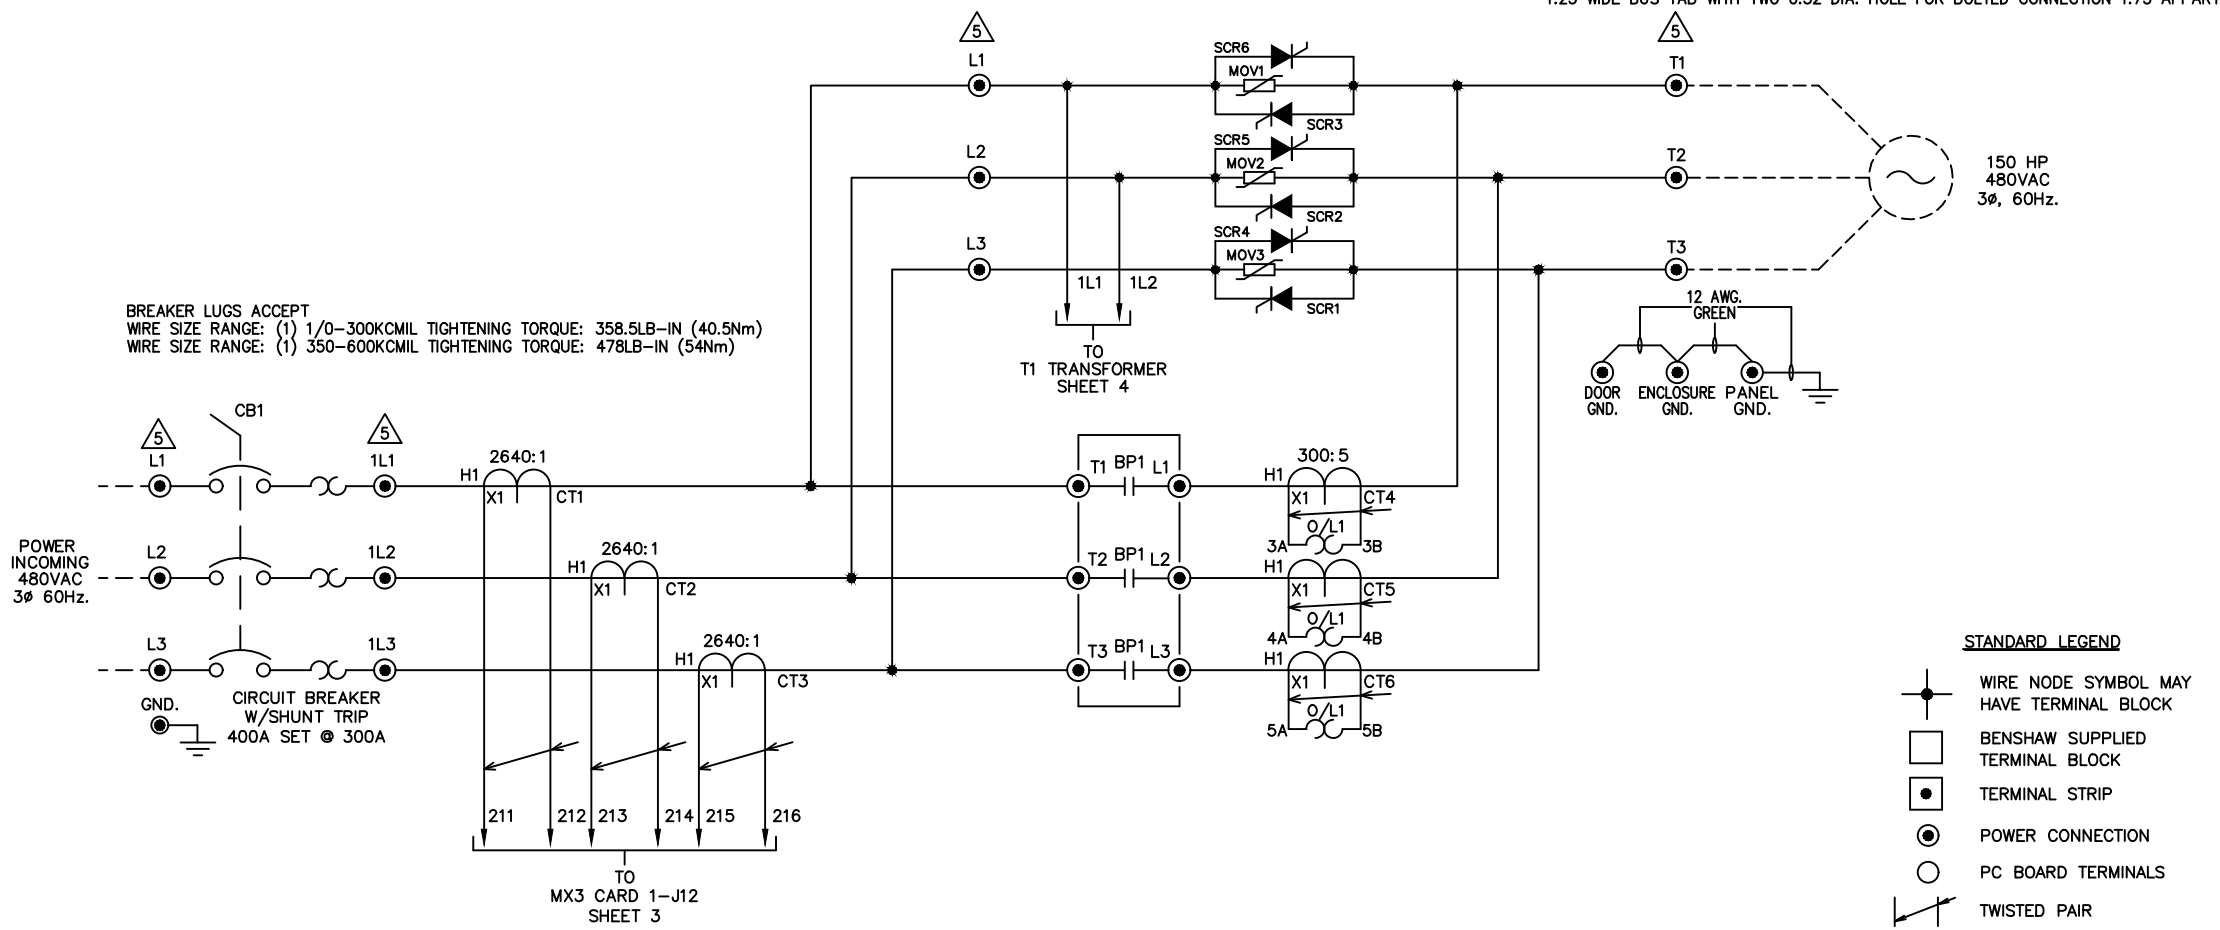 1.25 WIDE BUS TAB WITH TWO 0.52 DIA. HOLE FOR BOLTED CONNECTION 1.75 APPART
5
5
L1
SCR6
MOV1
SCR3
T1
L2
SCR5
MOV2
SCR2
T2
150 HP
480VAC
3ø, 60Hz.
L3
SCR4
MOV3
SCR1
T3
1L1
1L2
TO
T1 TRANSFORMER
SHEET 4
12 AWG.
GREEN
DOOR
GND.
ENCLOSURE
GND.
PANEL
GND.
BREAKER LUGS ACCEPT
WIRE SIZE RANGE: (1) 1/0-300KCMIL TIGHTENING TORQUE: 358.5LB-IN (40.5Nm)
WIRE SIZE RANGE: (1) 350-600KCMIL TIGHTENING TORQUE: 478LB-IN (54Nm)
CB1
5
5
L1
1L1
H1
2640:1
X1
CT1
T1
BP1
L1
H1
300:5
X1
CT4
O/L1
3A
3B
POWER
INCOMING
480VAC
3ø 60Hz.
L2
1L2
H1
2640:1
X1
CT2
T2
BP1
L2
H1
X1
CT5
O/L1
4A
4B
L3
1L3
H1
2640:1
X1
CT3
T3
BP1
L3
H1
X1
CT6
O/L1
5A
5B
GND.
CIRCUIT BREAKER
W/SHUNT TRIP
400A SET @ 300A
211
212
213
214
215
216
TO
MX3 CARD 1-J12
SHEET 3
STANDARD LEGEND
WIRE NODE SYMBOL MAY
HAVE TERMINAL BLOCK
BENSHAW SUPPLIED
TERMINAL BLOCK
TERMINAL STRIP
POWER CONNECTION
PC BOARD TERMINALS
TWISTED PAIR